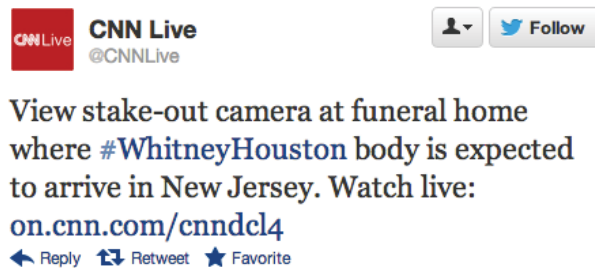 CNN Live
CNN Live
Follow
@CNNLive
View stake-out camera at funeral home
where #WhitneyHouston body is expected
to arrive in New Jersey. Watch live:
on.cnn.com/cnndcl4
Reply Retweet Favorite